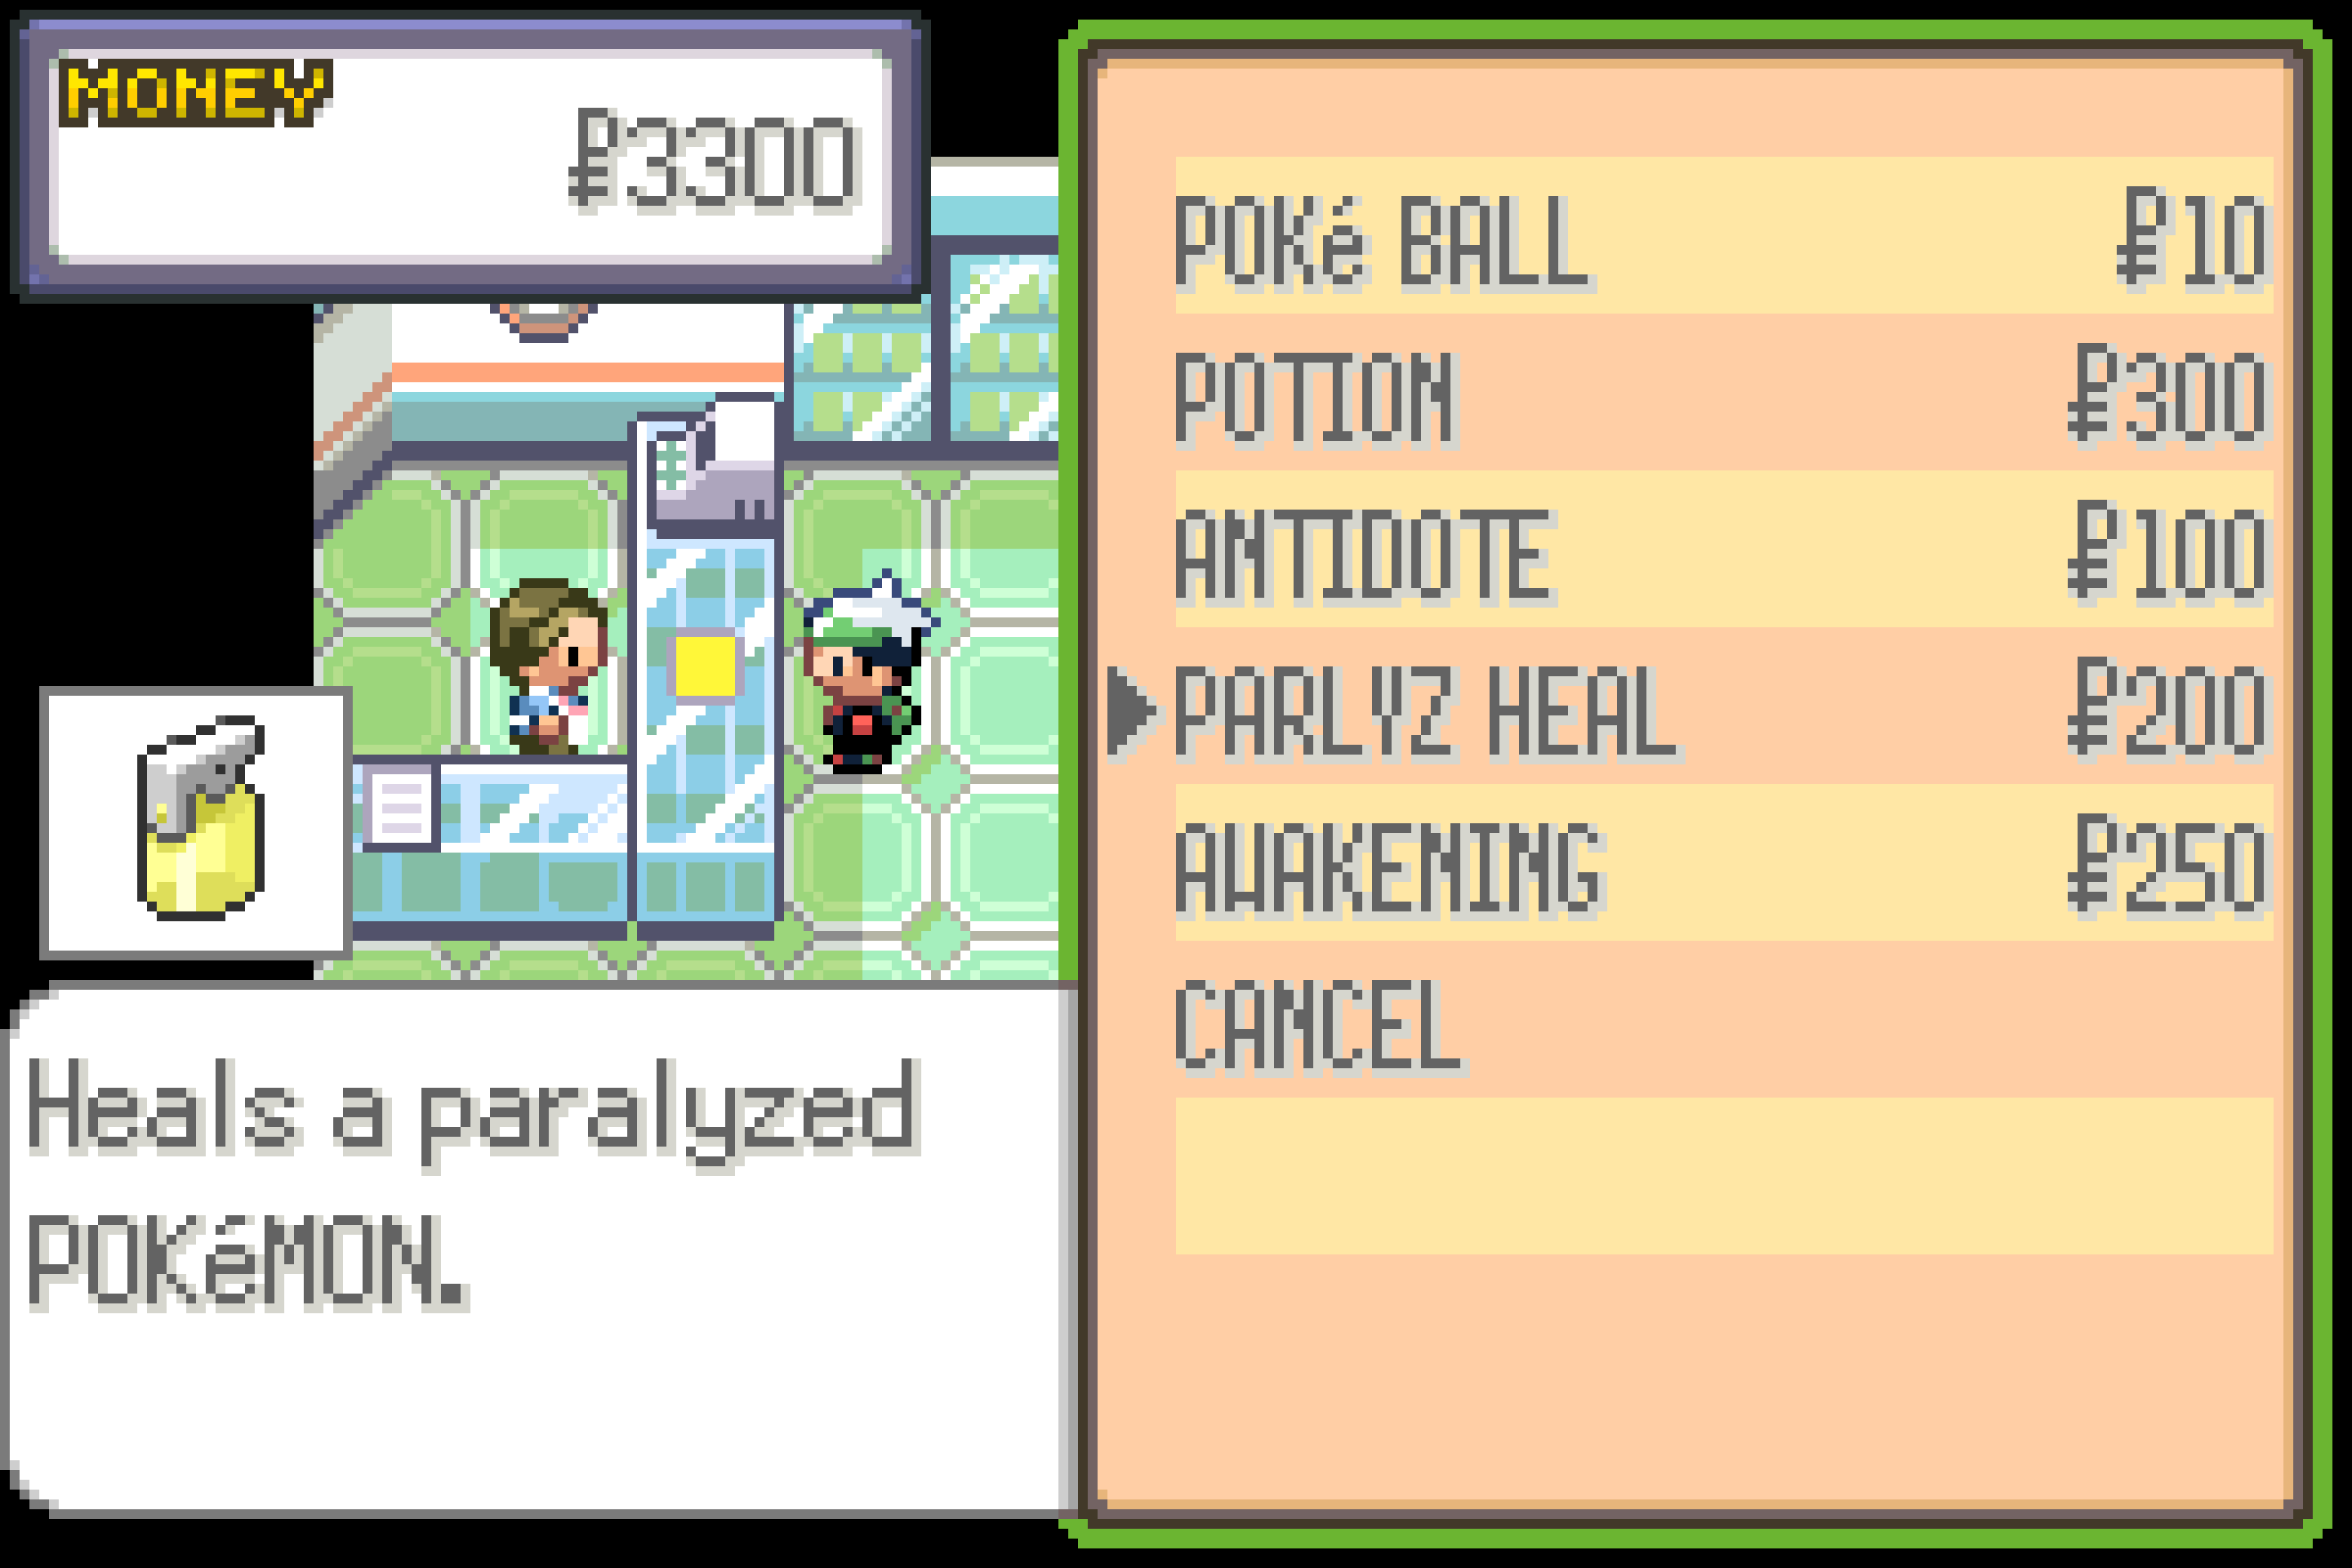 MONEY
₽3300
POKé BALL ₽10
POTION ₽300
ANTIDOTE ₽100
PARLYZ HEAL ₽200
AWAKENING ₽250
CANCEL
Heals a paralyzed
POKéMON.